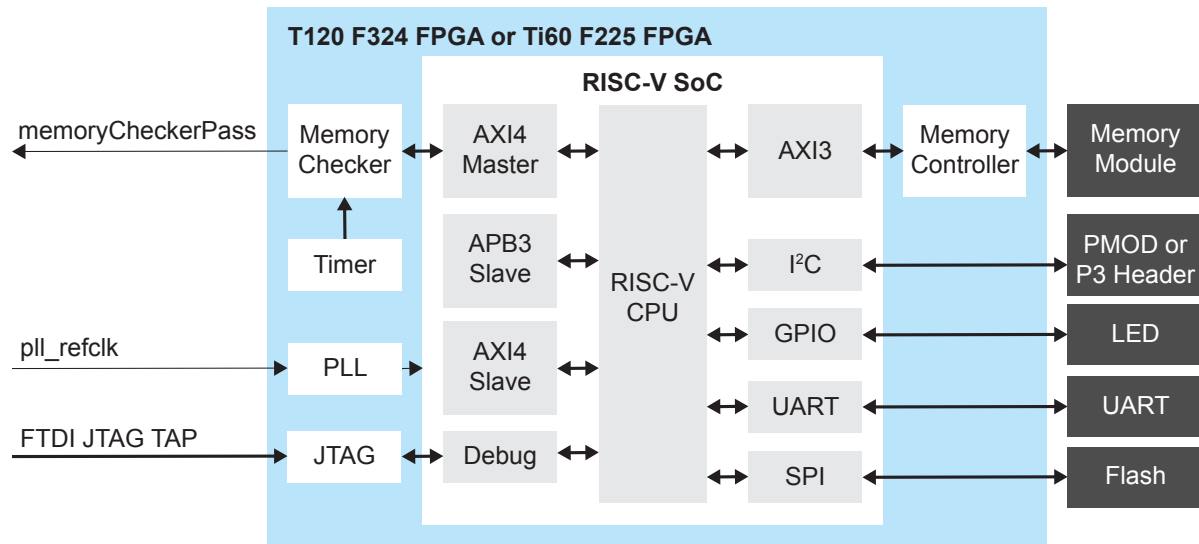 T120 F324 FPGA or Ti60 F225 FPGA
RISC-V SoC
memoryCheckerPass
Memory
Checker
AXI4
Master
AXI3
Memory
Controller
Memory
Module
Timer
APB3
Slave
RISC-V
CPU
I²C
PMOD or
P3 Header
GPIO
LED
pll_refclk
PLL
AXI4
Slave
UART
UART
FTDI JTAG TAP
JTAG
Debug
SPI
Flash